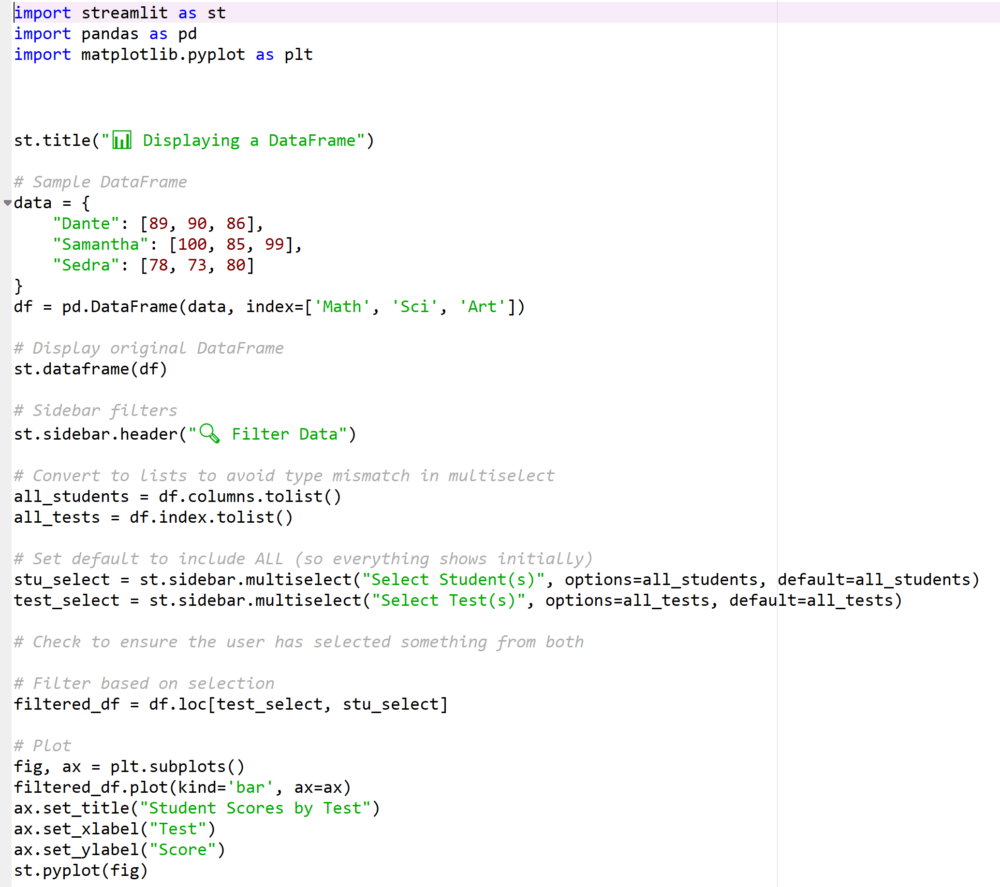 import streamlit as st
import pandas as pd
import matplotlib.pyplot as plt
st.title("📊 Displaying a DataFrame")
# Sample DataFrame
data = {
    "Dante": [89, 90, 86],
    "Samantha": [100, 85, 99],
    "Sedra": [78, 73, 80]
}
df = pd.DataFrame(data, index=['Math', 'Sci', 'Art'])
# Display original DataFrame
st.dataframe(df)
# Sidebar filters
st.sidebar.header("🔍 Filter Data")
# Convert to lists to avoid type mismatch in multiselect
all_students = df.columns.tolist()
all_tests = df.index.tolist()
# Set default to include ALL (so everything shows initially)
stu_select = st.sidebar.multiselect("Select Student(s)", options=all_students, default=all_students)
test_select = st.sidebar.multiselect("Select Test(s)", options=all_tests, default=all_tests)
# Check to ensure the user has selected something from both
# Filter based on selection
filtered_df = df.loc[test_select, stu_select]
# Plot
fig, ax = plt.subplots()
filtered_df.plot(kind='bar', ax=ax)
ax.set_title("Student Scores by Test")
ax.set_xlabel("Test")
ax.set_ylabel("Score")
st.pyplot(fig)